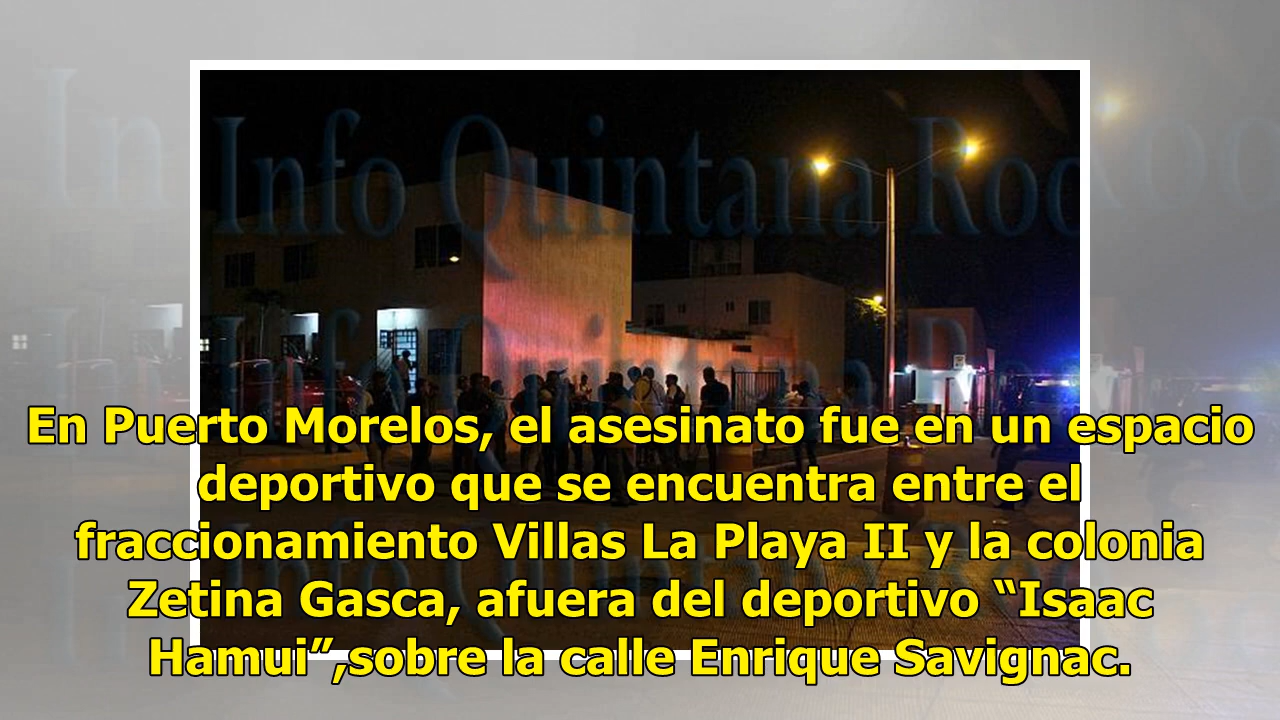 Info Quintana Roo
En Puerto Morelos, el asesinato fue en un espacio
deportivo que se encuentra entre el
fraccionamiento Villas La Playa II y la colonia
Zetina Gasca, afuera del deportivo “Isaac
Hamui”,sobre la calle Enrique Savignac.